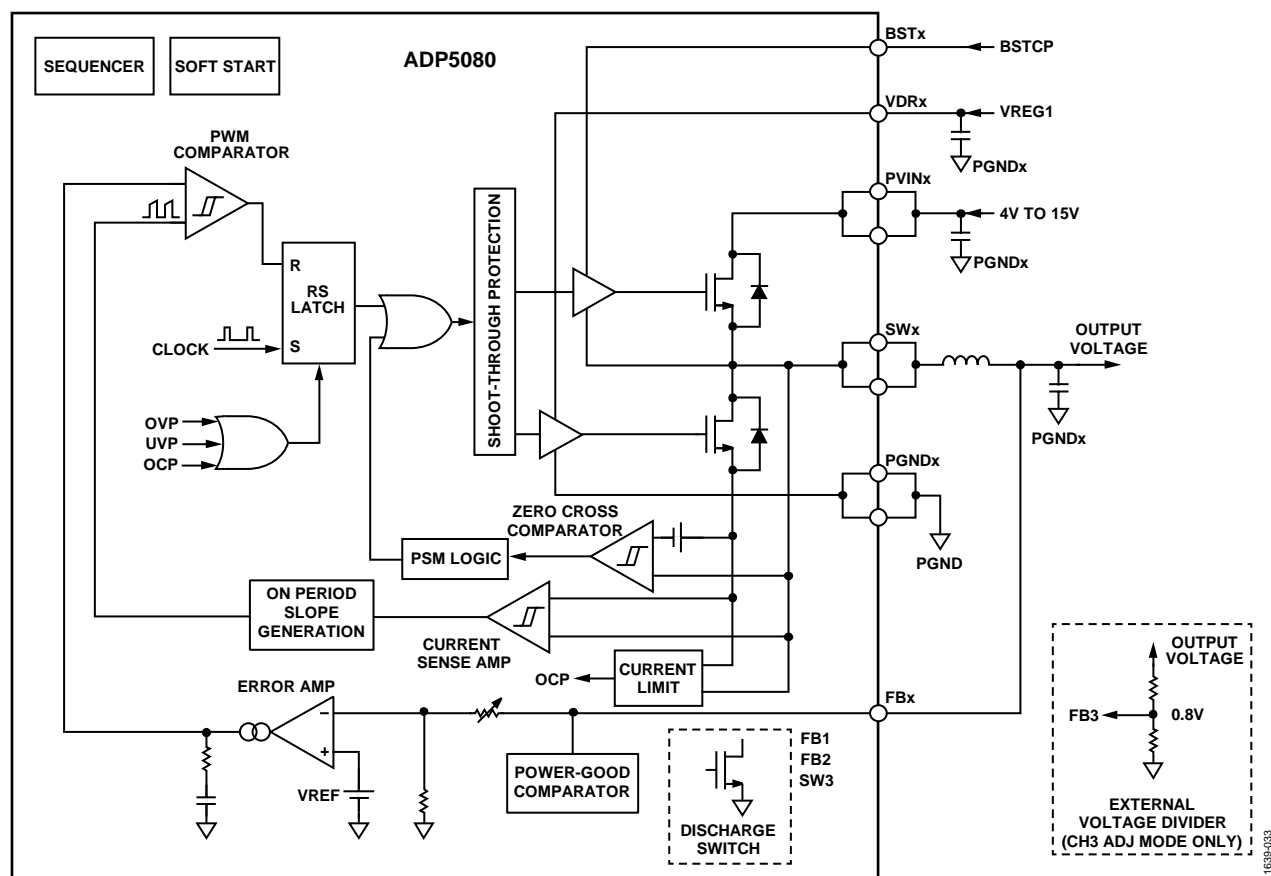 BSTx
BSTCP
SEQUENCER
SOFT START
ADP5080
VDRx
VREG1
PGNDx
PWM
COMPARATOR
PVINx
4V TO 15V
PGNDx
R
RS
LATCH
S
CLOCK
SHOOT-THROUGH PROTECTION
SWx
OUTPUT
VOLTAGE
PGNDx
OVP
UVP
OCP
PGNDx
PGND
ZERO CROSS
COMPARATOR
PSM LOGIC
ON PERIOD
SLOPE
GENERATION
CURRENT
SENSE AMP
OCP
CURRENT
LIMIT
ERROR AMP
–
+
VREF
POWER-GOOD
COMPARATOR
FBx
FB1
FB2
SW3
DISCHARGE
SWITCH
OUTPUT
VOLTAGE
FB3
0.8V
EXTERNAL
VOLTAGE DIVIDER
(CH3 ADJ MODE ONLY)
1639-033